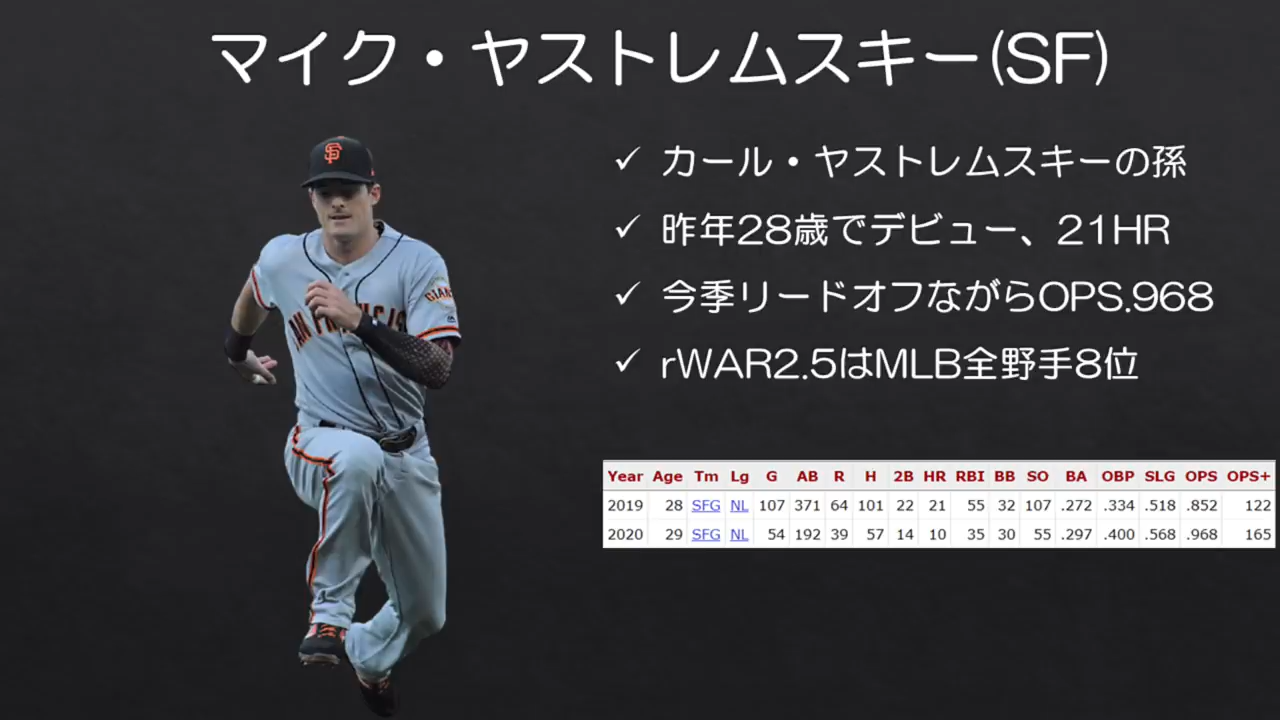 マイク・ヤストレムスキー(SF)
✓ カール・ヤストレムスキーの孫
✓ 昨年28歳でデビュー、21HR
✓ 今季リードオフながらOPS.968
✓ rWAR2.5はMLB全野手8位
SF
GIANTS
AN FRANCIS
Year Age Tm Lg G AB R H 2B HR RBI BB SO BA OBP SLG OPS OPS+
2019 28 SFG NL 107 371 64 101 22 21 55 32 107 .272 .334 .518 .852 122
2020 29 SFG NL 54 192 39 57 14 10 35 30 55 .297 .400 .568 .968 165